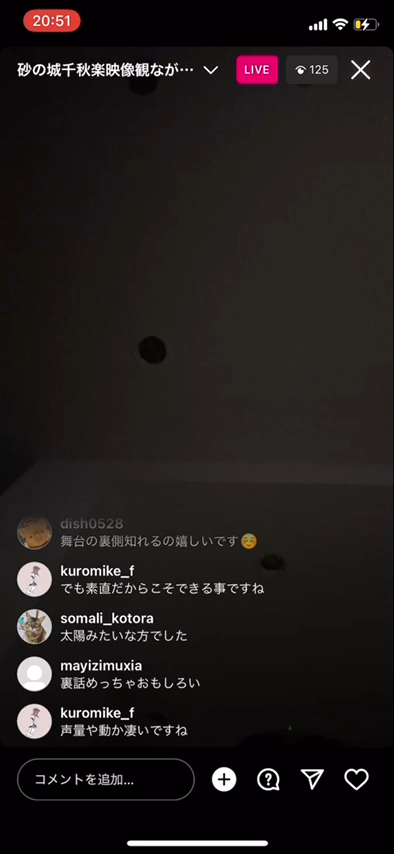 20:51
砂の城千秋楽映像観なが…
LIVE
125
dish0528
舞台の裏側知れるの嬉しいです☺️
kuromike_f
でも素直だからこそできる事ですね
somali_kotora
太陽みたいな方でした
mayizimuxia
裏話めっちゃおもしろい
kuromike_f
声量や動か凄いですね
コメントを追加...